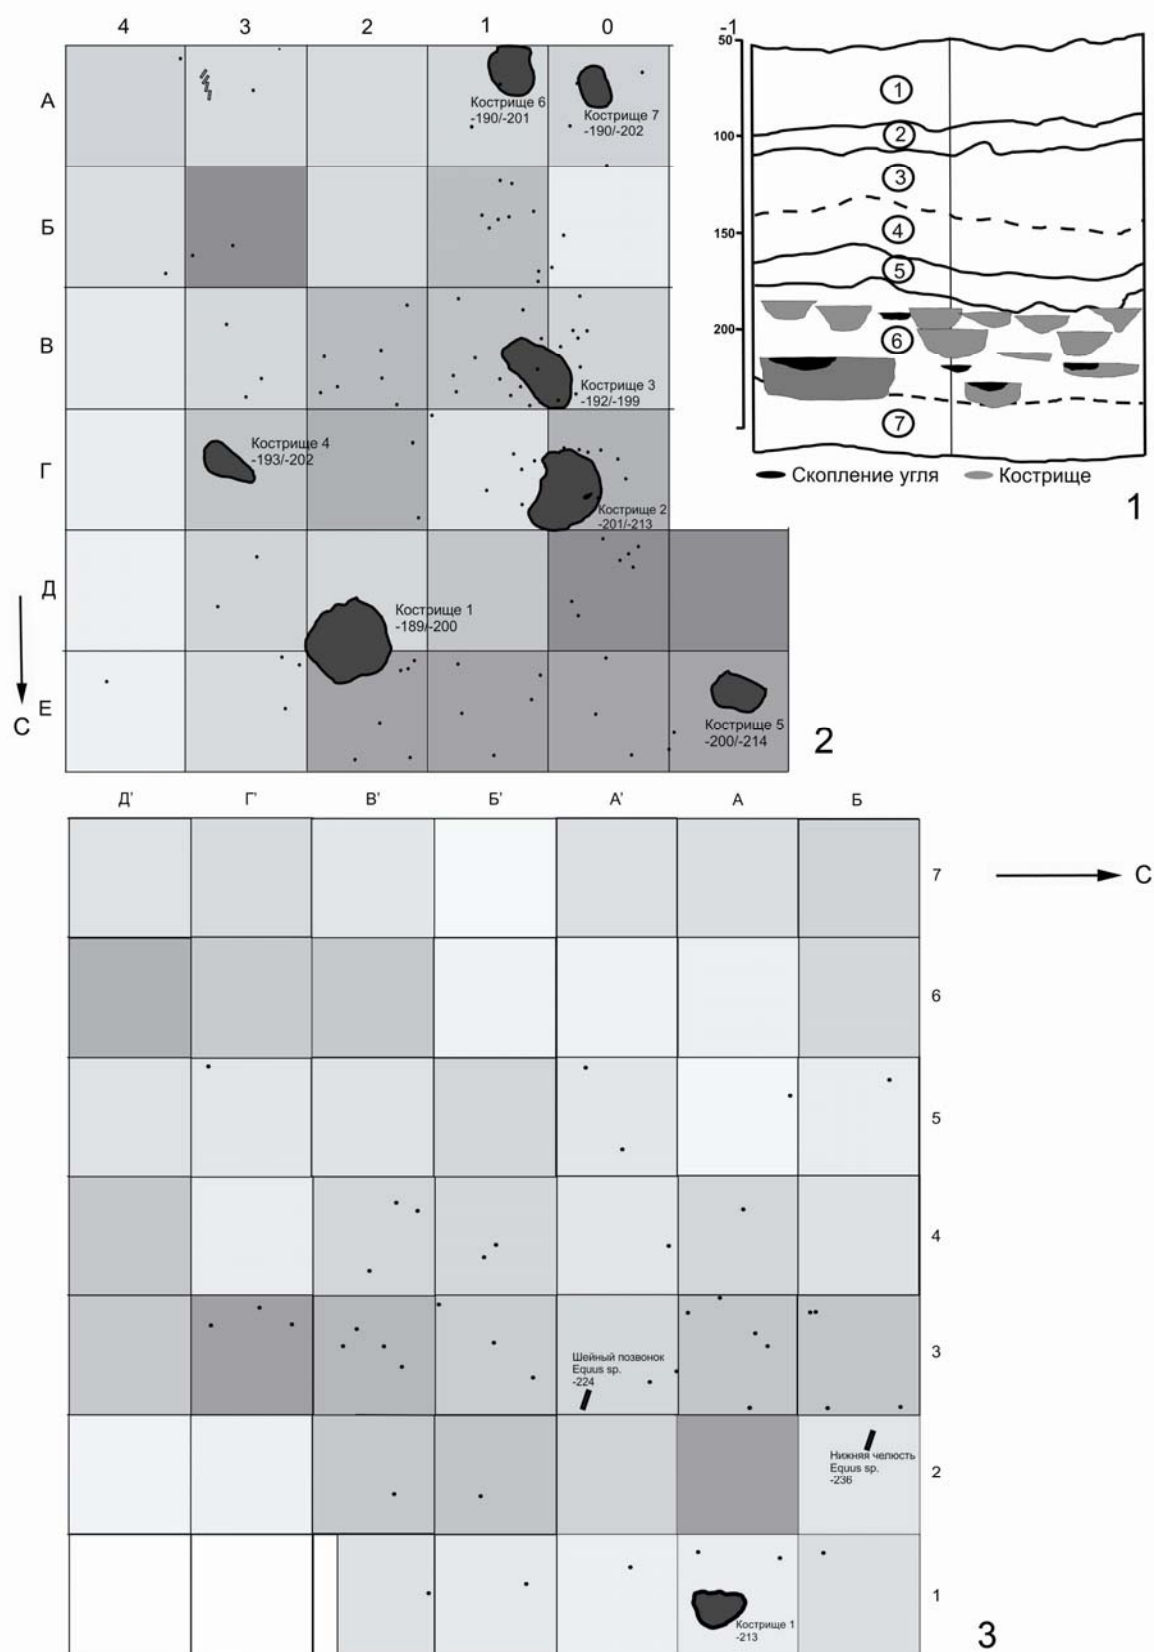 4 3 2 1 0 -1
А
Б
В
Г
Д
Е
С
Кострище 6
-190/-201
Кострище 7
-190/-202
Кострище 3
-192/-199
Кострище 4
-193/-202
Кострище 2
-201/-213
Кострище 1
-189/-200
Кострище 5
-200/-214
2
50
100
150
200
1
2
3
4
5
6
7
Скопление угля Кострище
1
Д' Г' В' Б' А' А Б
7
6
5
4
3
2
1
С
Шейный позвонок
Equus sp.
-224
Нижняя челюсть
Equus sp.
-236
Кострище 1
-213
3